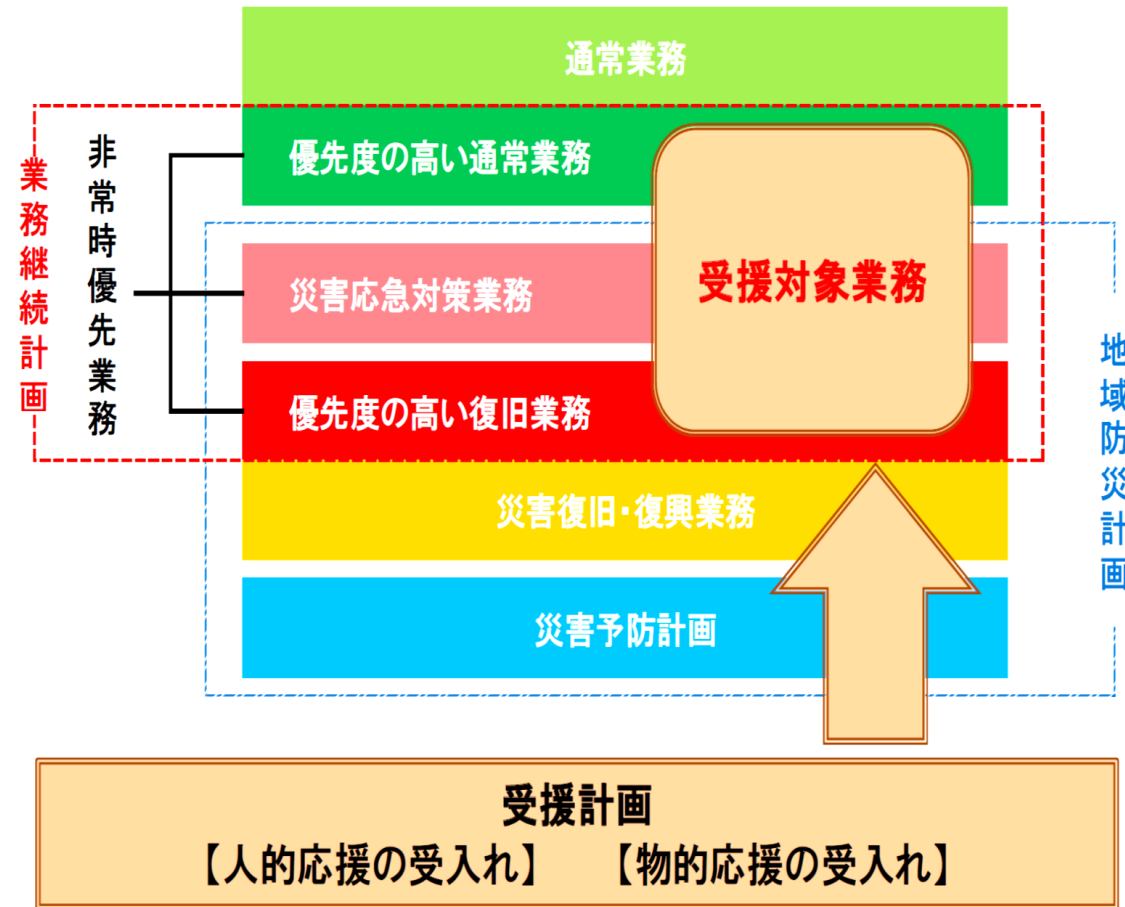 通常業務
優先度の高い通常業務
業務継続計画
非常時優先業務
受援対象業務
災害応急対策業務
優先度の高い復旧業務
地域防災計画
災害復旧・復興業務
災害予防計画
受援計画
【人的応援の受入れ】 【物的応援の受入れ】